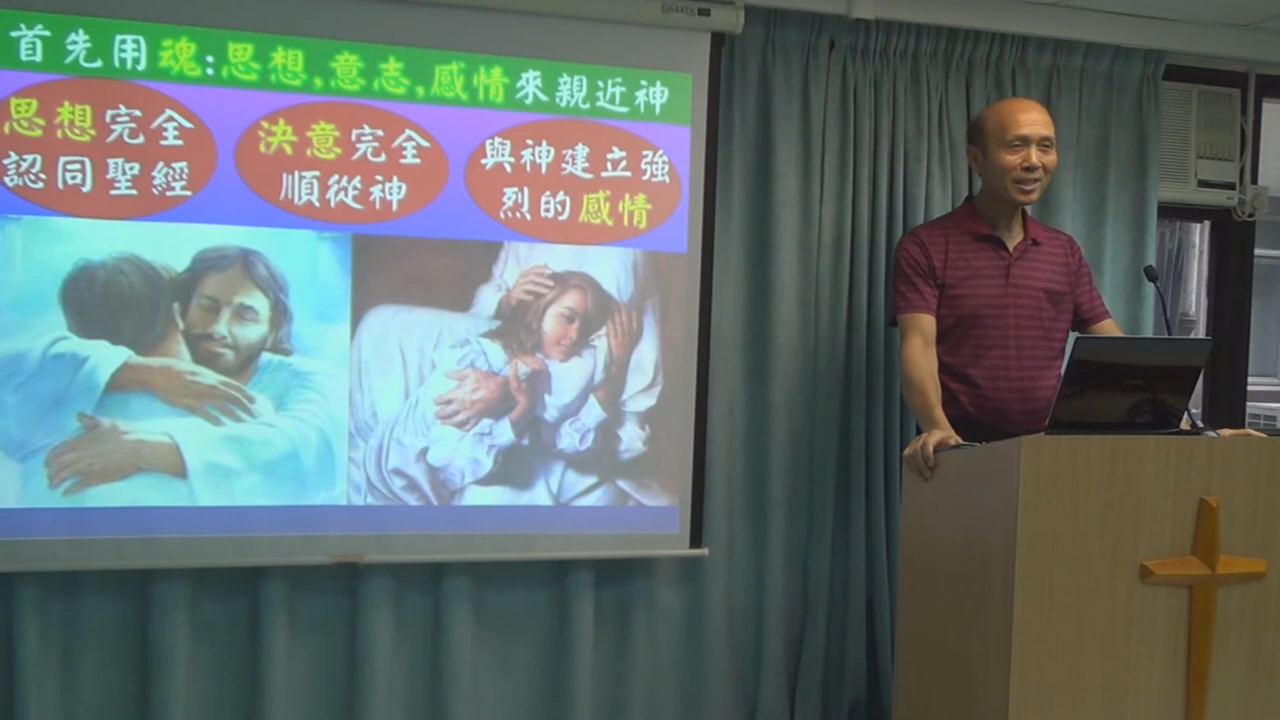 首先用魂:思想,意志,感情來親近神
思想完全
認同聖經
決意完全
順從神
與神建立強
烈的感情